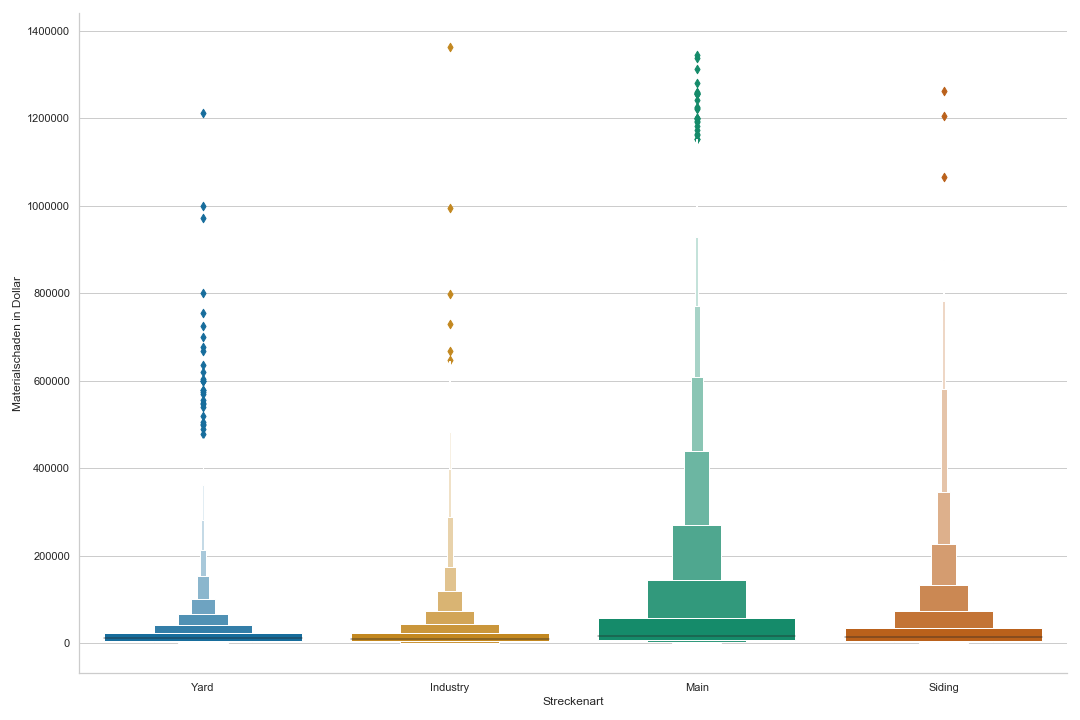 1400000
1200000
1000000
800000
600000
400000
200000
0
Materialschaden in Dollar
Yard
Industry
Main
Siding
Streckenart